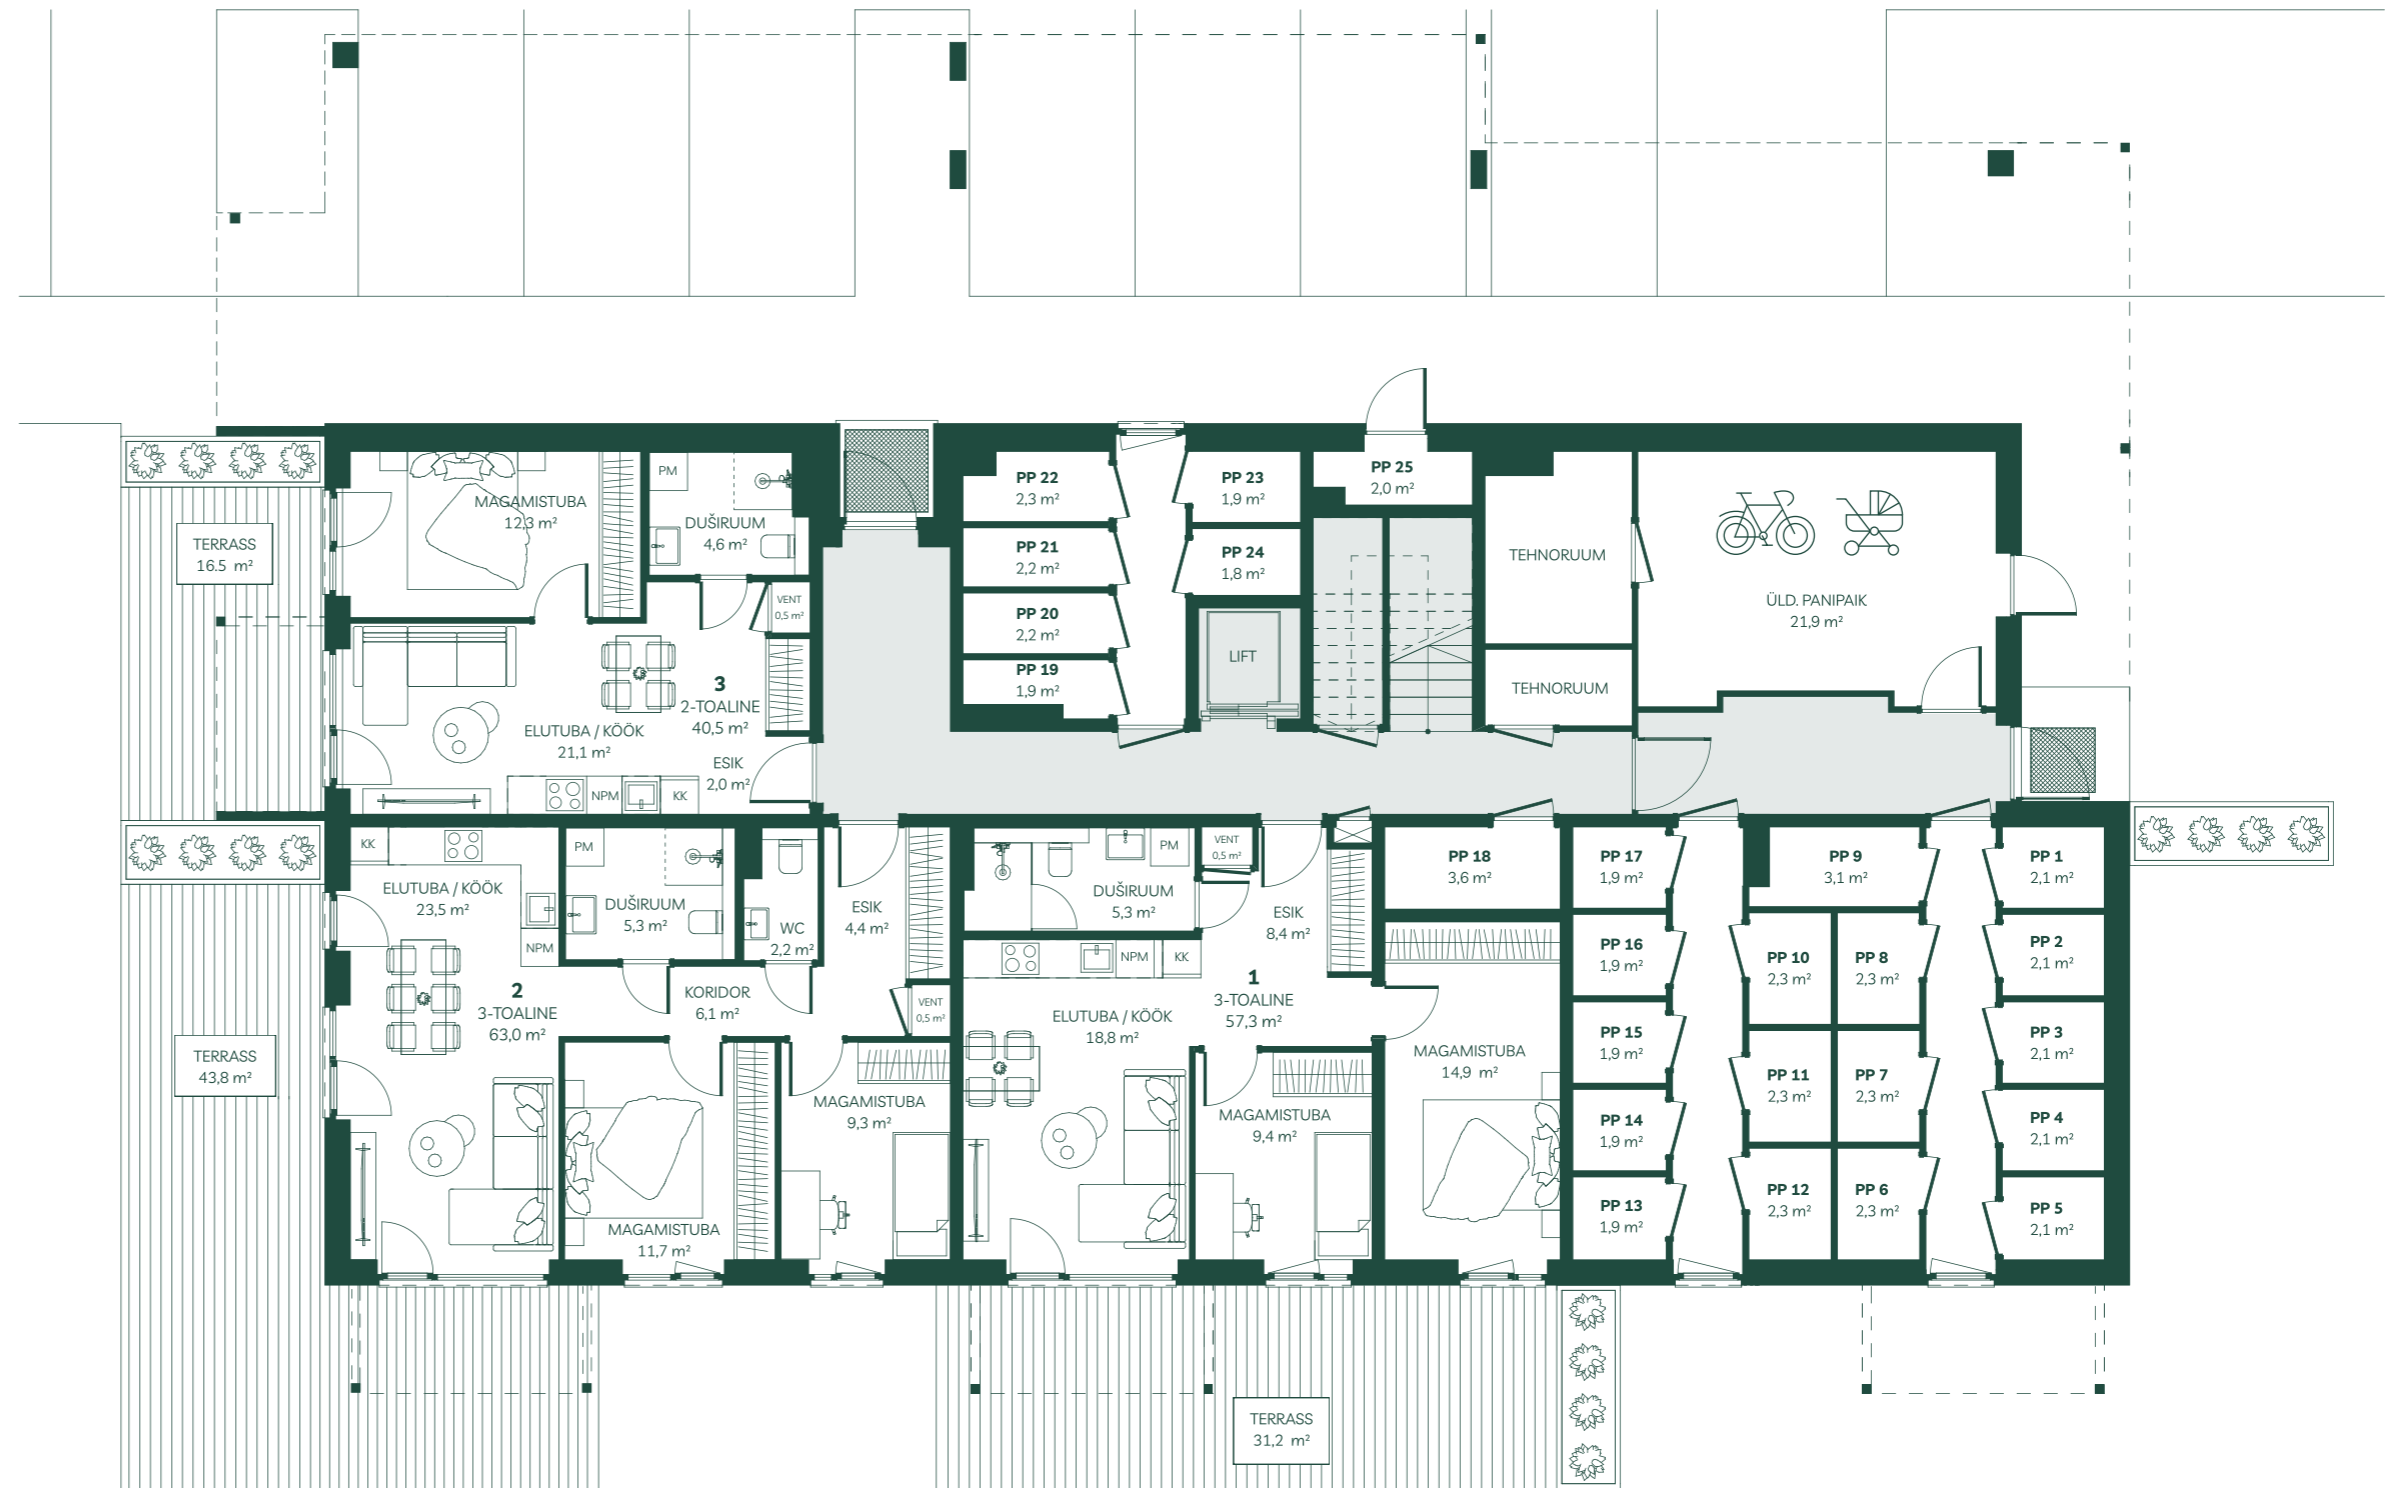 MAGAMISTUBA
12,3 m²
PM
DUŠIRUUM
4,6 m²
TERRASS
16.5 m²
VENT
0,5 m²
3
2-TOALINE
40,5 m²
ELUTUBA / KÖÖK
21,1 m²
ESIK
2,0 m²
NPM
KK
PP 22
2,3 m²
PP 21
2,2 m²
PP 20
2,2 m²
PP 19
1,9 m²
PP 23
1,9 m²
PP 24
1,8 m²
LIFT
PP 25
2,0 m²
TEHNORUUM
TEHNORUUM
ÜLD. PANIPAIK
21,9 m²
KK
ELUTUBA / KÖÖK
23,5 m²
NPM
PM
DUŠIRUUM
5,3 m²
WC
2,2 m²
ESIK
4,4 m²
2
3-TOALINE
63,0 m²
KORIDOR
6,1 m²
VENT
0,5 m²
TERRASS
43,8 m²
MAGAMISTUBA
11,7 m²
MAGAMISTUBA
9,3 m²
PM
DUŠIRUUM
5,3 m²
VENT
0,5 m²
ESIK
8,4 m²
NPM
KK
1
3-TOALINE
57,3 m²
ELUTUBA / KÖÖK
18,8 m²
MAGAMISTUBA
9,4 m²
MAGAMISTUBA
14,9 m²
TERRASS
31,2 m²
PP 18
3,6 m²
PP 17
1,9 m²
PP 16
1,9 m²
PP 15
1,9 m²
PP 14
1,9 m²
PP 13
1,9 m²
PP 9
3,1 m²
PP 10
2,3 m²
PP 8
2,3 m²
PP 11
2,3 m²
PP 7
2,3 m²
PP 12
2,3 m²
PP 6
2,3 m²
PP 1
2,1 m²
PP 2
2,1 m²
PP 3
2,1 m²
PP 4
2,1 m²
PP 5
2,1 m²